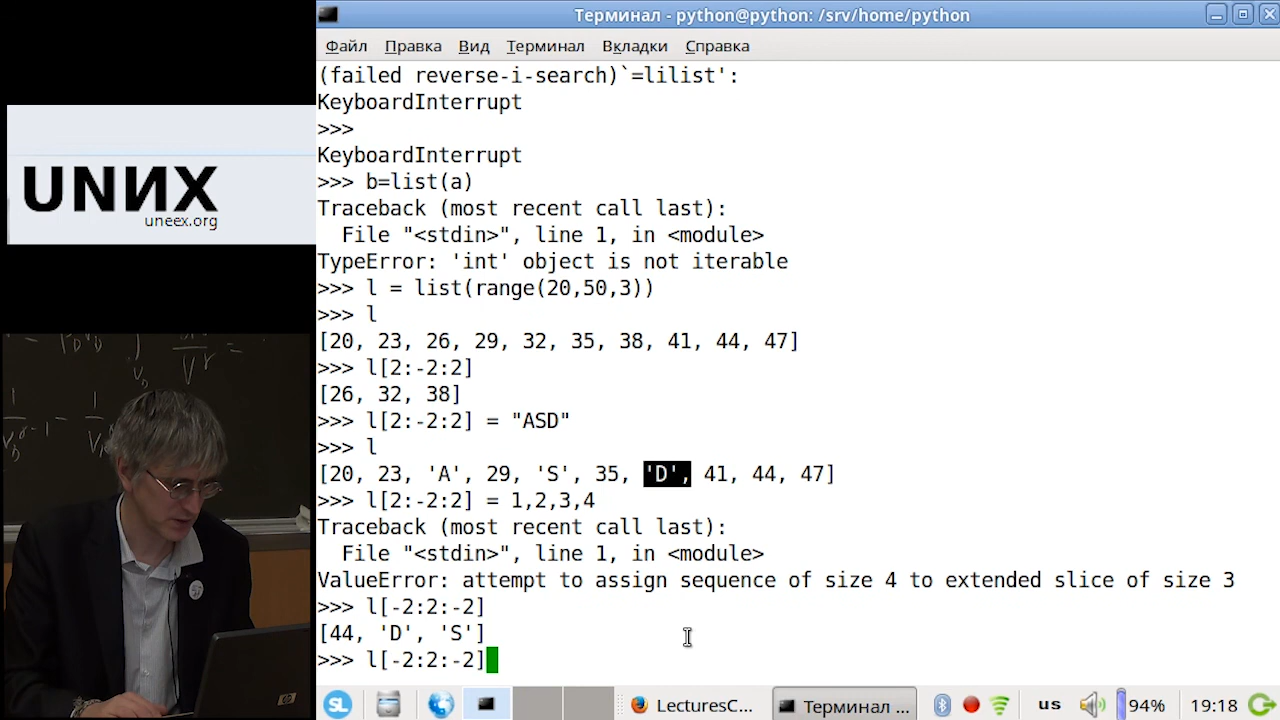 Терминал - python@python: /srv/home/python
Файл Правка Вид Терминал Вкладки Справка
(failed reverse-i-search)`=lilist':
KeyboardInterrupt
>>>
KeyboardInterrupt
>>> b=list(a)
Traceback (most recent call last):
  File "<stdin>", line 1, in <module>
TypeError: 'int' object is not iterable
>>> l = list(range(20,50,3))
>>> l
[20, 23, 26, 29, 32, 35, 38, 41, 44, 47]
>>> l[2:-2:2]
[26, 32, 38]
>>> l[2:-2:2] = "ASD"
>>> l
[20, 23, 'A', 29, 'S', 35, 'D', 41, 44, 47]
>>> l[2:-2:2] = 1,2,3,4
Traceback (most recent call last):
  File "<stdin>", line 1, in <module>
ValueError: attempt to assign sequence of size 4 to extended slice of size 3
>>> l[-2:2:-2]
[44, 'D', 'S']
>>> l[-2:2:-2]
LecturesC... Терминал ... us 94% 19:18
UNИX
uneex.org